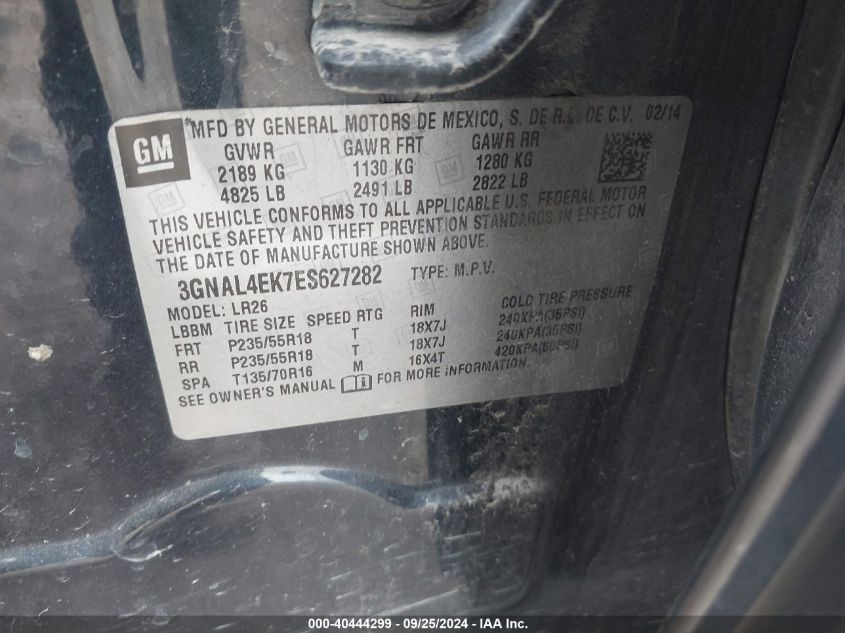 GM
MFD BY GENERAL MOTORS DE MEXICO, S. DE R.L. DE C.V. 02/14
GVWR GAWR FRT GAWR RR
2189 KG 1130 KG 1280 KG
4825 LB 2491 LB 2822 LB
THIS VEHICLE CONFORMS TO ALL APPLICABLE U.S. FEDERAL MOTOR
VEHICLE SAFETY AND THEFT PREVENTION STANDARDS IN EFFECT ON
THE DATE OF MANUFACTURE SHOWN ABOVE.
3GNAL4EK7ES627282 TYPE: M.P.V.
MODEL: LR26
LBBM TIRE SIZE SPEED RTG RIM COLD TIRE PRESSURE
FRT P235/55R18 T 18X7J 240KPA(35PSI)
RR P235/55R18 T 18X7J 240KPA(35PSI)
SPA T135/70R16 M 16X4T 420KPA(60PSI)
SEE OWNER'S MANUAL FOR MORE INFORMATION.
000-40444299 - 09/25/2024 - IAA, Inc.